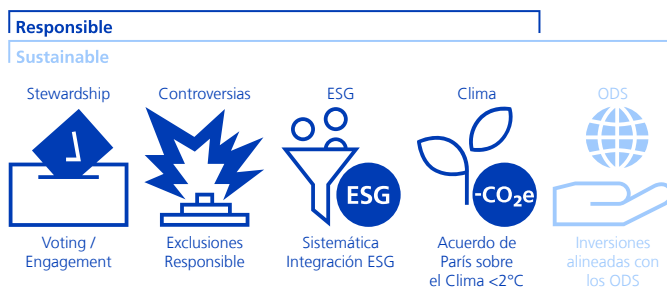 Responsible
Sustainable
Stewardship
Controversias
ESG
Clima
ODS
ESG
-CO₂e
Voting /
Engagement
Exclusiones
Responsible
Sistemática
Integración ESG
Acuerdo de
París sobre
el Clima <2°C
Inversiones
alineadas con
los ODS